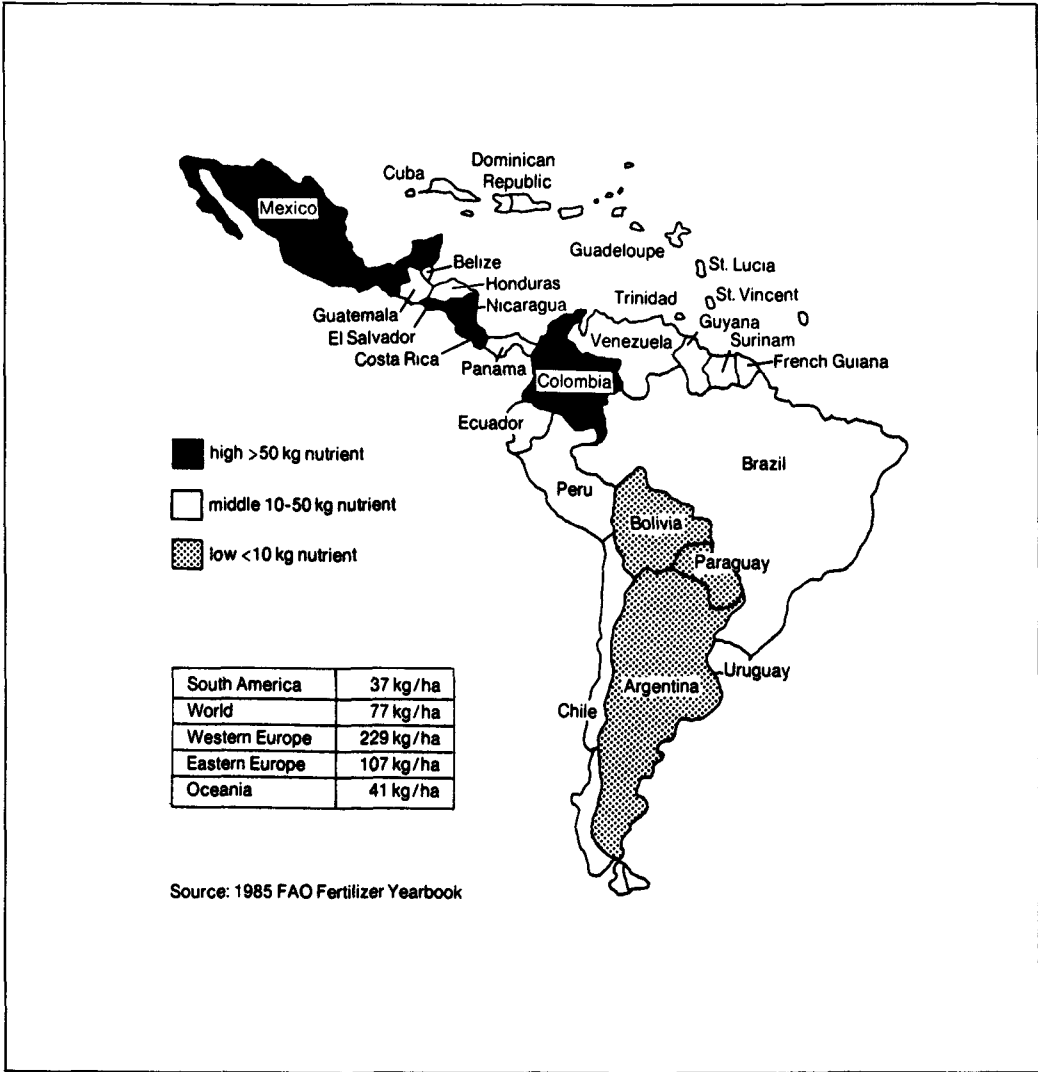 Cuba
Dominican
Republic
Mexico
Guadeloupe
Belize
St. Lucia
Honduras
St. Vincent
Nicaragua
Trinidad
Guatemala
Guyana
El Salvador
Venezuela
Surinam
Costa Rica
French Guiana
Panama
Colombia
Ecuador
high >50 kg nutrient
Brazil
middle 10-50 kg nutrient
Peru
Bolivia
low <10 kg nutrient
Paraguay
Uruguay
Argentina
Chile
South America 37 kg/ha
World 77 kg/ha
Western Europe 229 kg/ha
Eastern Europe 107 kg/ha
Oceania 41 kg/ha
Source: 1985 FAO Fertilizer Yearbook